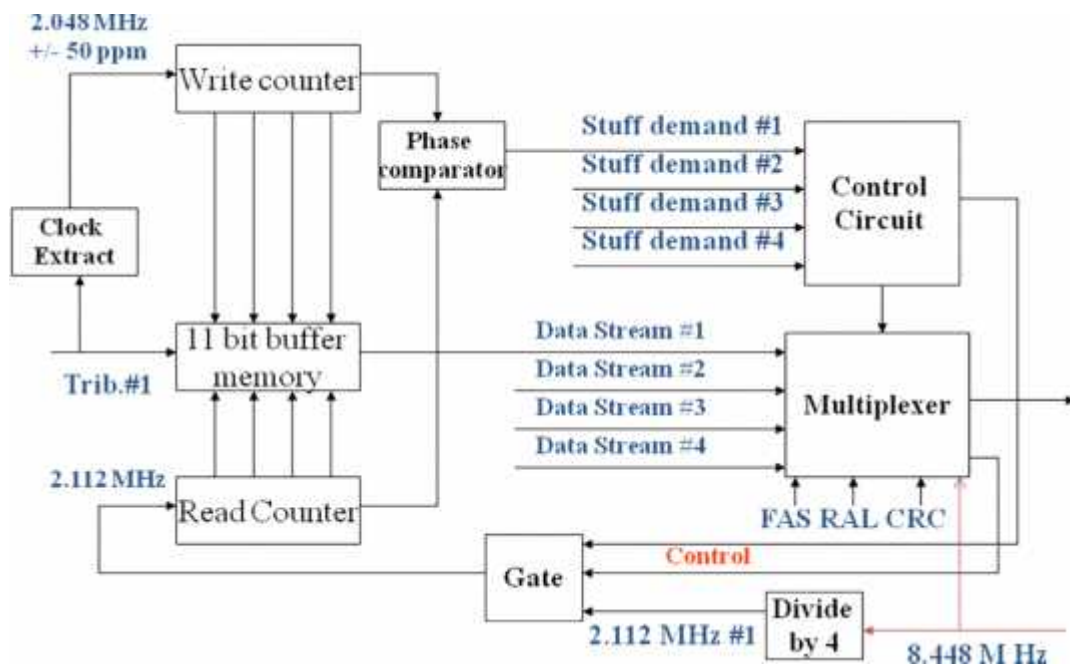 2.048 MHz
+/- 50 ppm
Write counter
Phase
comparator
Stuff demand #1
Stuff demand #2
Stuff demand #3
Stuff demand #4
Control
Circuit
Clock
Extract
11 bit buffer
memory
Trib.#1
Data Stream #1
Data Stream #2
Data Stream #3
Data Stream #4
Multiplexer
2.112 MHz
Read Counter
FAS RAL CRC
Control
Gate
2.112 MHz #1
Divide
by 4
8.448 M Hz